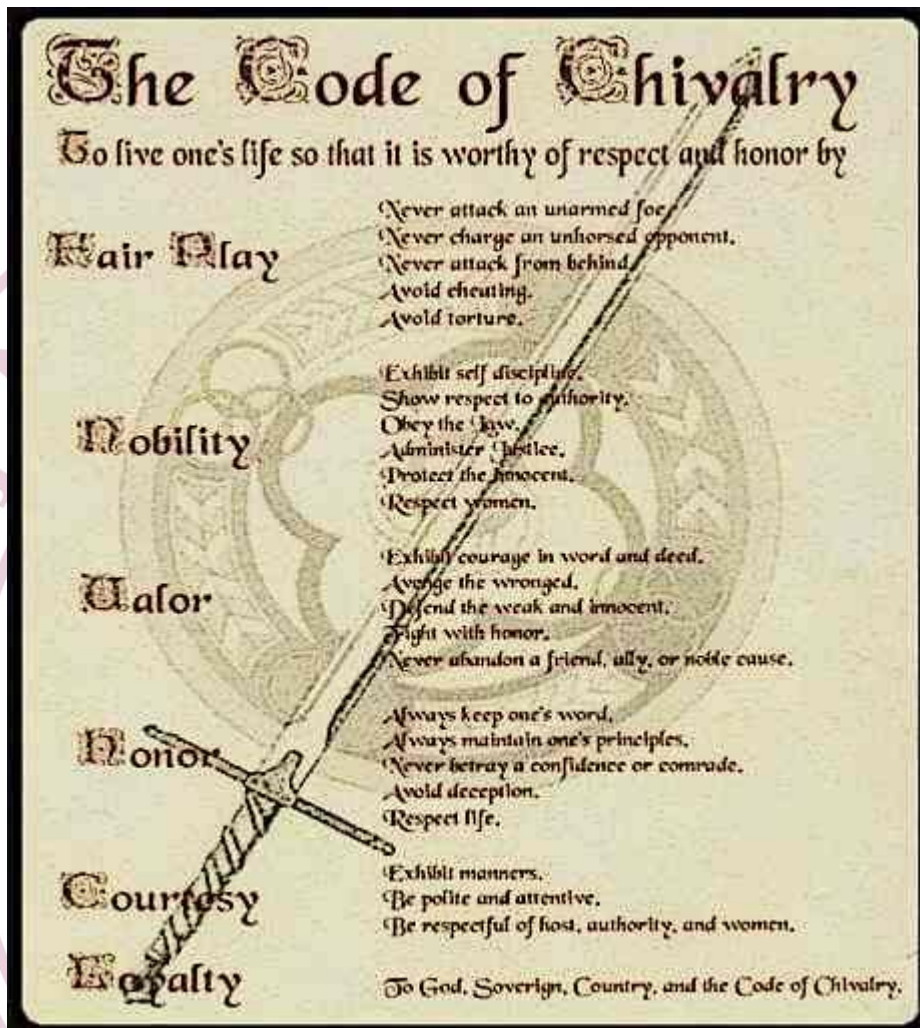 The Code of Chivalry
To live one's life so that it is worthy of respect and honor by
Fair Play
Never attack an unarmed foe.
Never charge an unhorsed opponent.
Never attack from behind.
Avoid cheating.
Avoid torture.
Nobility
Exhibit self discipline.
Show respect to authority.
Obey the law.
Administer Justice.
Protect the Innocent.
Respect women.
Valor
Exhibit courage in word and deed.
Avenge the wronged.
Defend the weak and innocent.
Fight with honor.
Never abandon a friend, ally, or noble cause.
Honor
Always keep one's word.
Always maintain one's principles.
Never betray a confidence or comrade.
Avoid deception.
Respect life.
Courtesy
Exhibit manners.
Be polite and attentive.
Be respectful of host, authority, and women.
Loyalty
To God, Soverign, Country, and the Code of Chivalry.